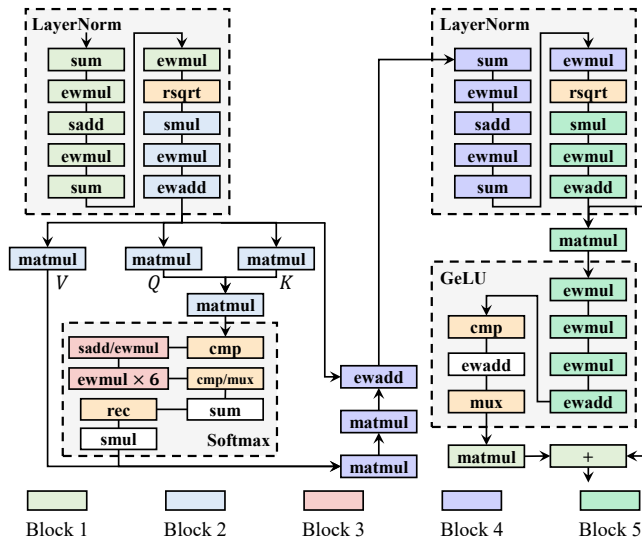 LayerNorm
sum
ewmul
sadd
ewmul
sum
ewmul
rsqrt
smul
ewmul
ewadd
matmul
V
matmul
Q
matmul
K
matmul
sadd/ewmul
cmp
ewmul × 6
cmp/mux
rec
sum
smul
Softmax
ewadd
matmul
matmul
LayerNorm
sum
ewmul
sadd
ewmul
sum
ewmul
rsqrt
smul
ewmul
ewadd
matmul
GeLU
ewmul
ewmul
ewmul
ewadd
cmp
ewadd
mux
matmul
+
Block 1
Block 2
Block 3
Block 4
Block 5